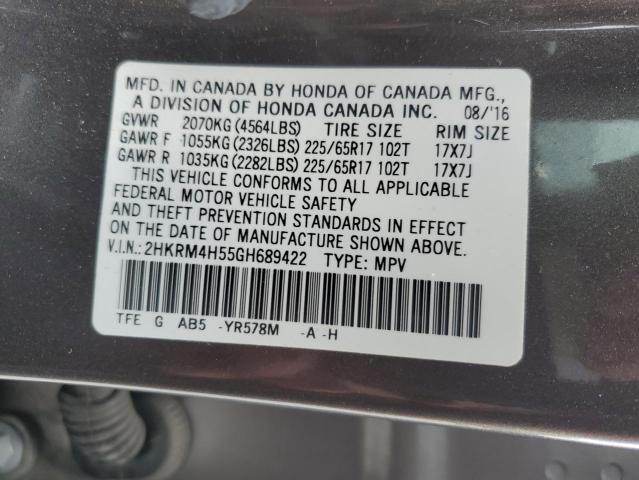 MFD. IN CANADA BY HONDA OF CANADA MFG.,
A DIVISION OF HONDA CANADA INC. 08/'16
GVWR 2070KG (4564LBS) TIRE SIZE RIM SIZE
GAWR F 1055KG (2326LBS) 225/65R17 102T 17X7J
GAWR R 1035KG (2282LBS) 225/65R17 102T 17X7J
THIS VEHICLE CONFORMS TO ALL APPLICABLE
FEDERAL MOTOR VEHICLE SAFETY
AND THEFT PREVENTION STANDARDS IN EFFECT
ON THE DATE OF MANUFACTURE SHOWN ABOVE.
V.I.N.: 2HKRM4H55GH689422 TYPE: MPV
TFE G AB5 -YR578M -A -H